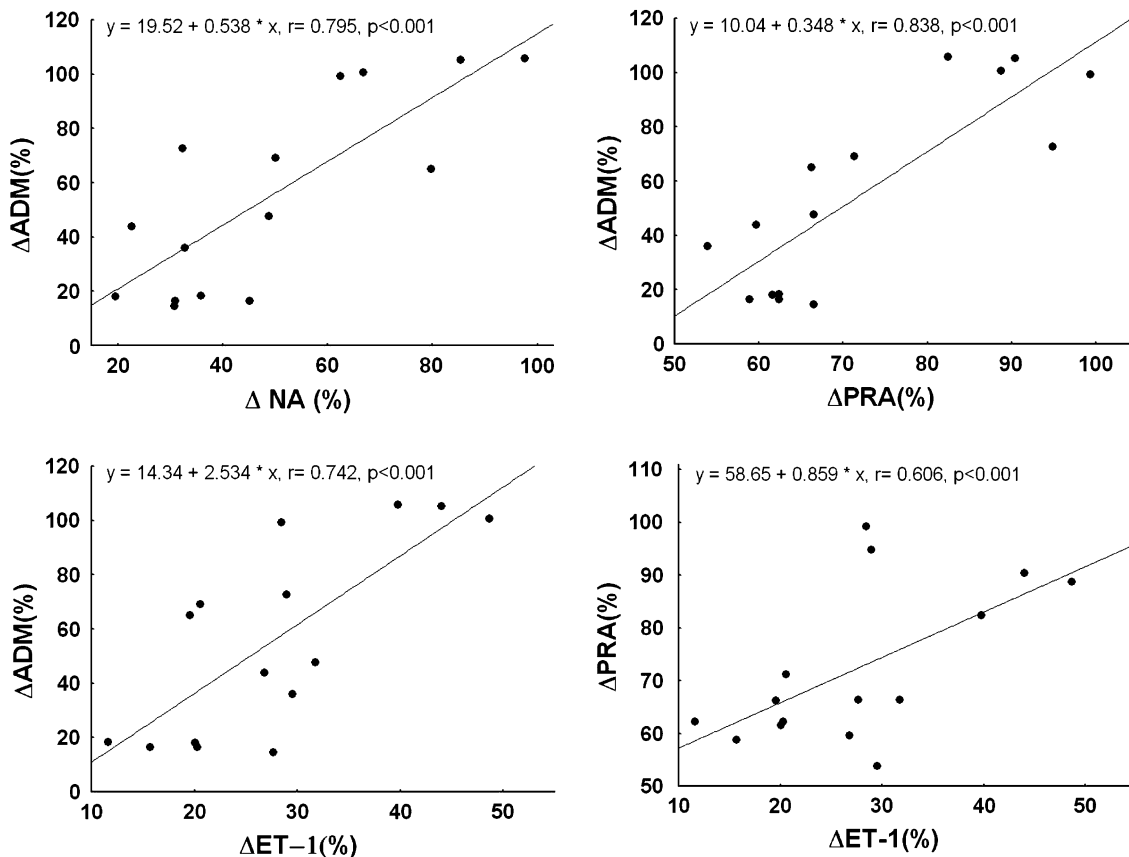 y = 19.52 + 0.538 * x, r= 0.795, p<0.001
120
100
80
60
40
20
0
ΔADM(%)
20 40 60 80 100
Δ NA (%)
y = 10.04 + 0.348 * x, r= 0.838, p<0.001
120
100
80
60
40
20
0
ΔADM(%)
50 60 70 80 90 100
ΔPRA(%)
y = 14.34 + 2.534 * x, r= 0.742, p<0.001
120
100
80
60
40
20
0
ΔADM(%)
10 20 30 40 50
ΔET−1(%)
y = 58.65 + 0.859 * x, r= 0.606, p<0.001
110
100
90
80
70
60
50
ΔPRA(%)
10 20 30 40 50
ΔET-1(%)